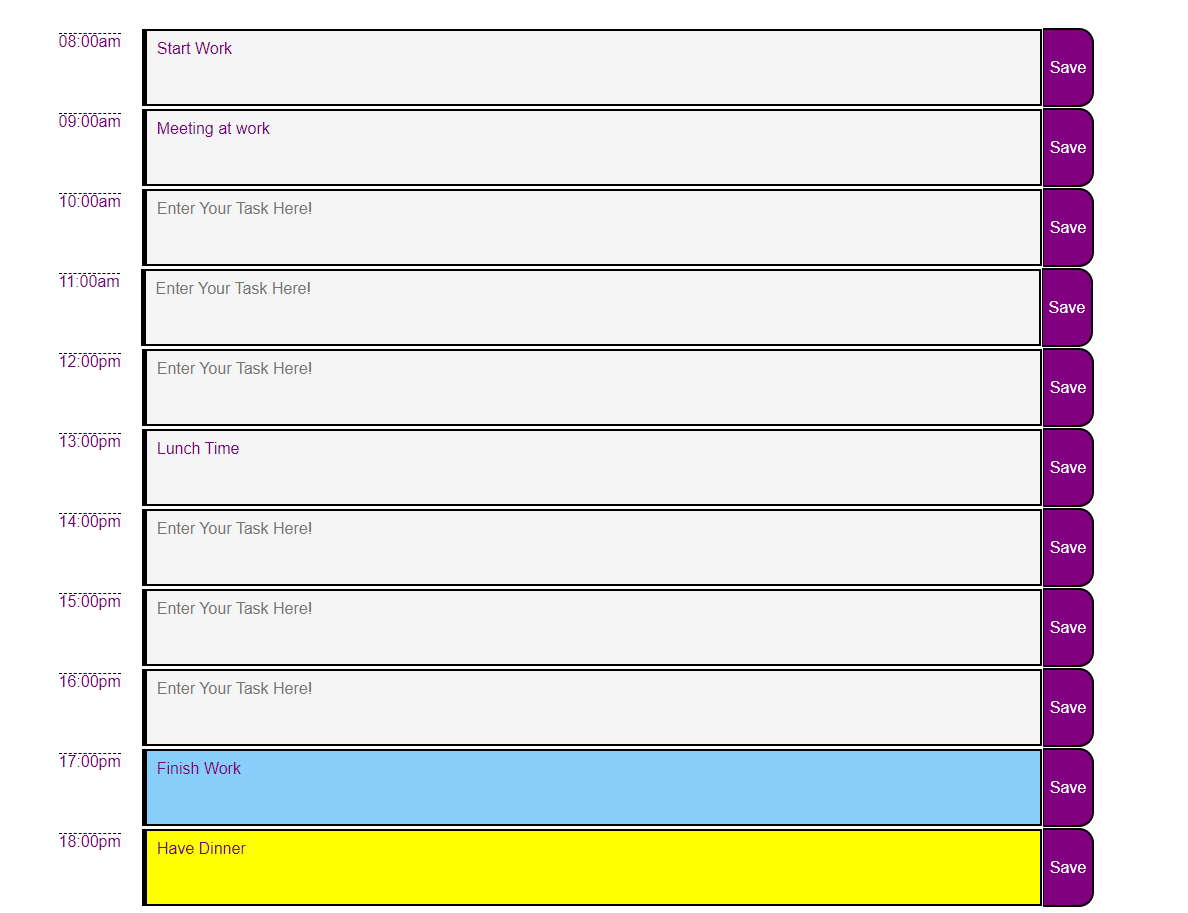 08:00am Start Work Save
09:00am Meeting at work Save
10:00am Enter Your Task Here! Save
11:00am Enter Your Task Here! Save
12:00pm Enter Your Task Here! Save
13:00pm Lunch Time Save
14:00pm Enter Your Task Here! Save
15:00pm Enter Your Task Here! Save
16:00pm Enter Your Task Here! Save
17:00pm Finish Work Save
18:00pm Have Dinner Save